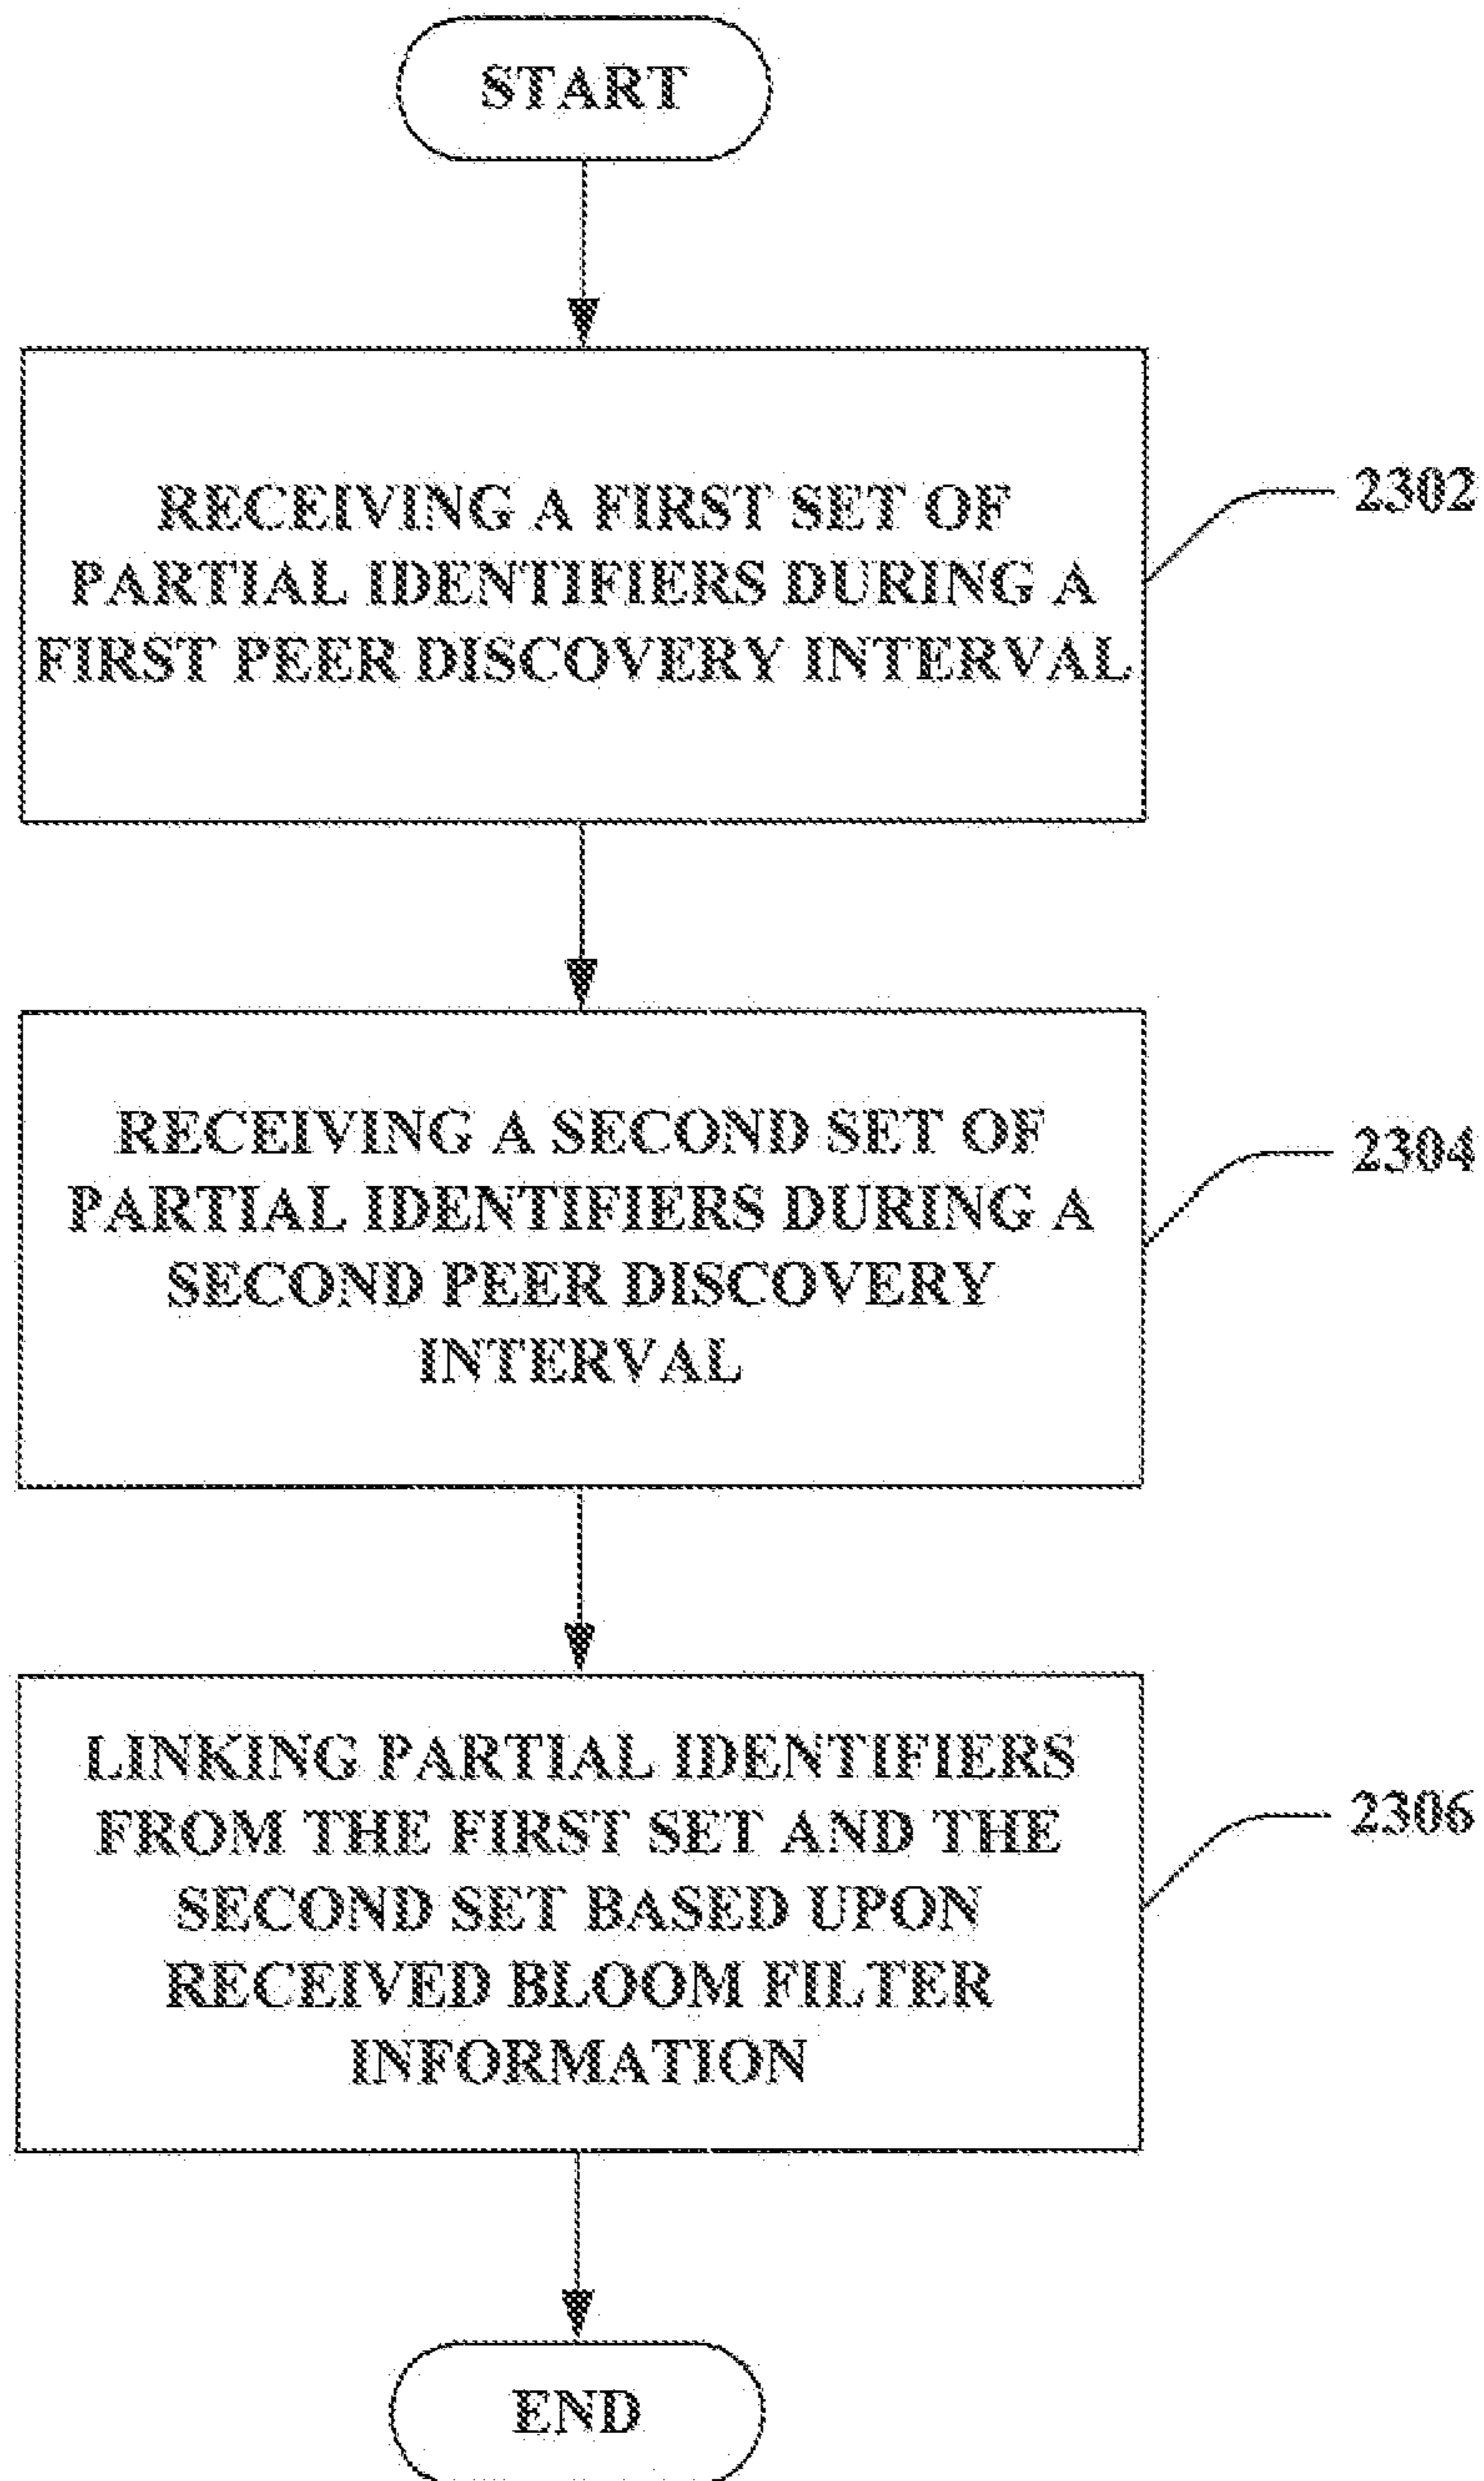 START
RECEIVING A FIRST SET OF
PARTIAL IDENTIFIERS DURING A
FIRST PEER DISCOVERY INTERVAL
2302
RECEIVING A SECOND SET OF
PARTIAL IDENTIFIERS DURING A
SECOND PEER DISCOVERY
INTERVAL
2304
LINKING PARTIAL IDENTIFIERS
FROM THE FIRST SET AND THE
SECOND SET BASED UPON
RECEIVED BLOOM FILTER
INFORMATION
2306
END